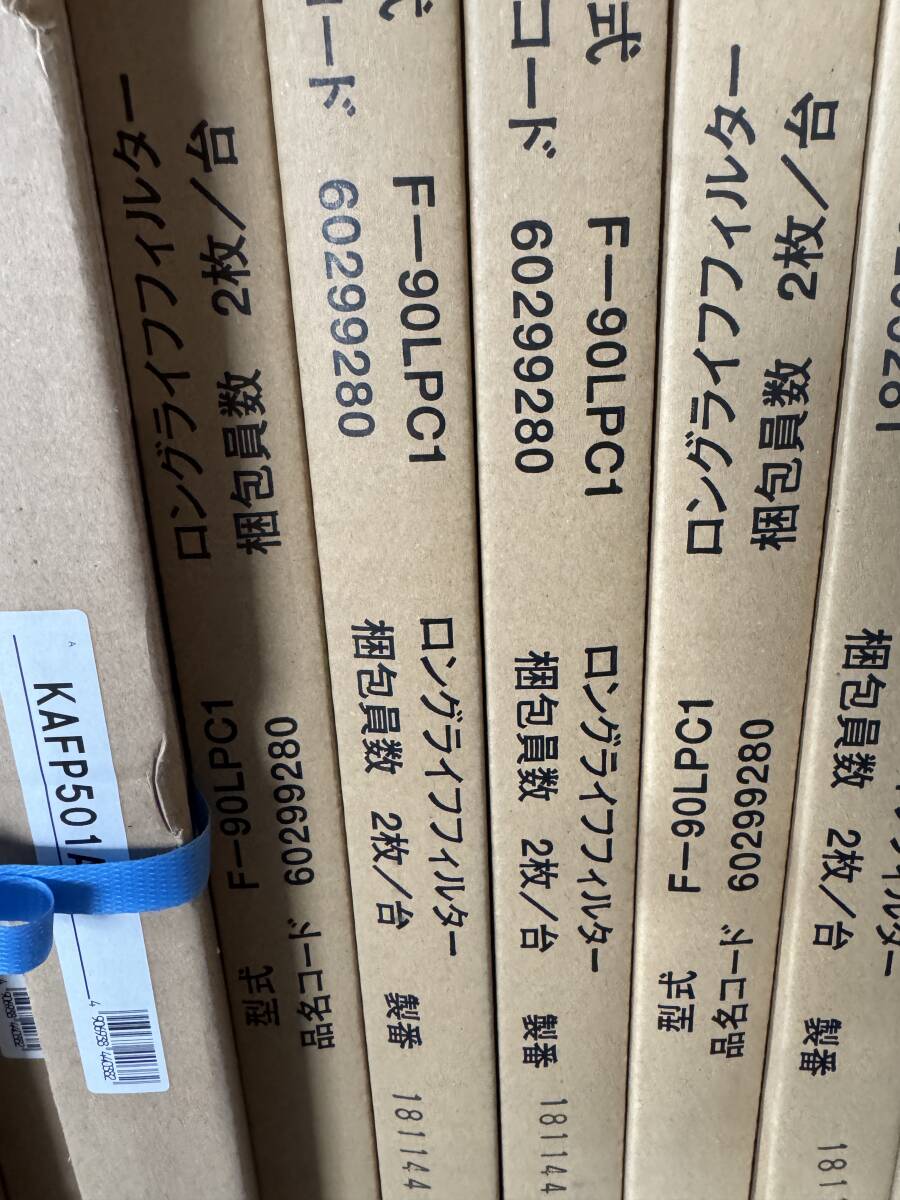 KAFP501A
4 906938 440392
ロングライフフィルター
梱包員数 2枚/台
型式 F-90LPC1
品名コード 60299280
式 F-90LPC1
コード 60299280
ロングライフフィルター
梱包員数 2枚/台 製番 181144
式 F-90LPC1
コード 60299280
ロングライフフィルター
梱包員数 2枚/台 製番 181144
ロングライフフィルター
梱包員数 2枚/台
型式 F-90LPC1
品名コード 60299280
梱包員数 2枚/台 製番 181